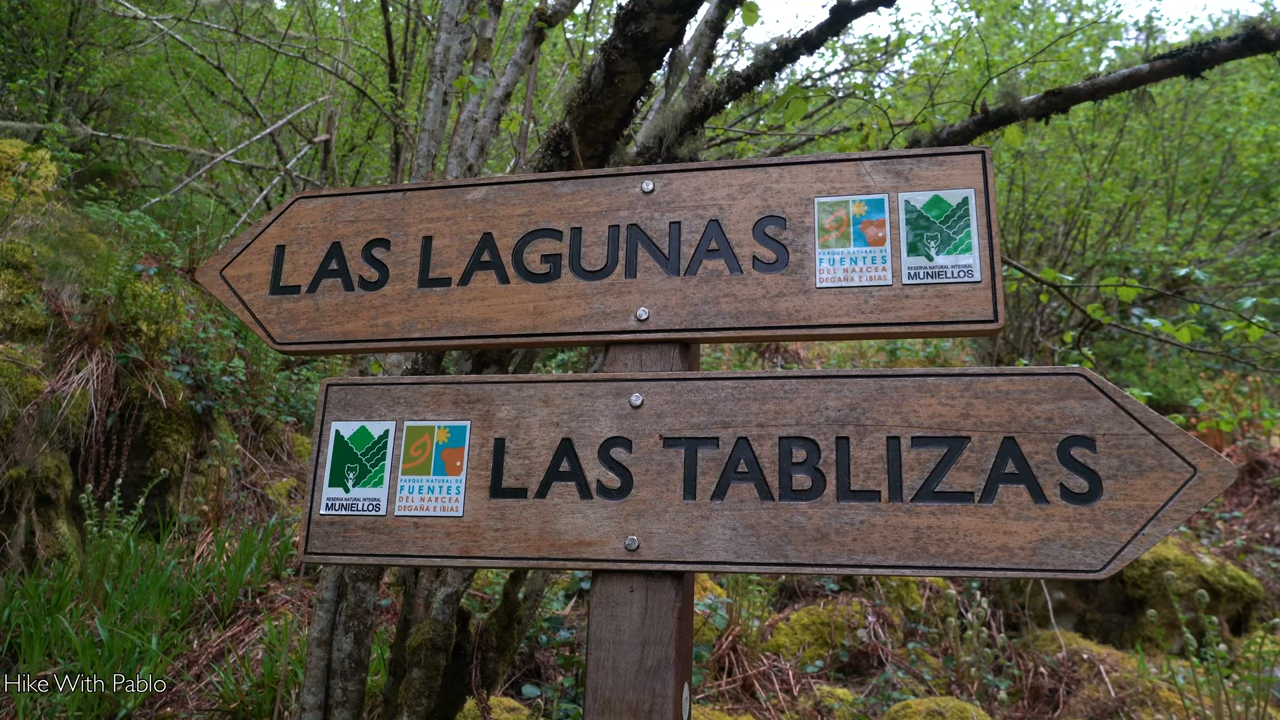 LAS LAGUNAS
PARQUE NATURAL DE
FUENTES
DEL NARCEA
DEGAÑA E IBIAS
RESERVA NATURAL INTEGRAL
MUNIELLOS
RESERVA NATURAL INTEGRAL
MUNIELLOS
PARQUE NATURAL DE
FUENTES
DEL NARCEA
DEGAÑA E IBIAS
LAS TABLIZAS
Hike With Pablo